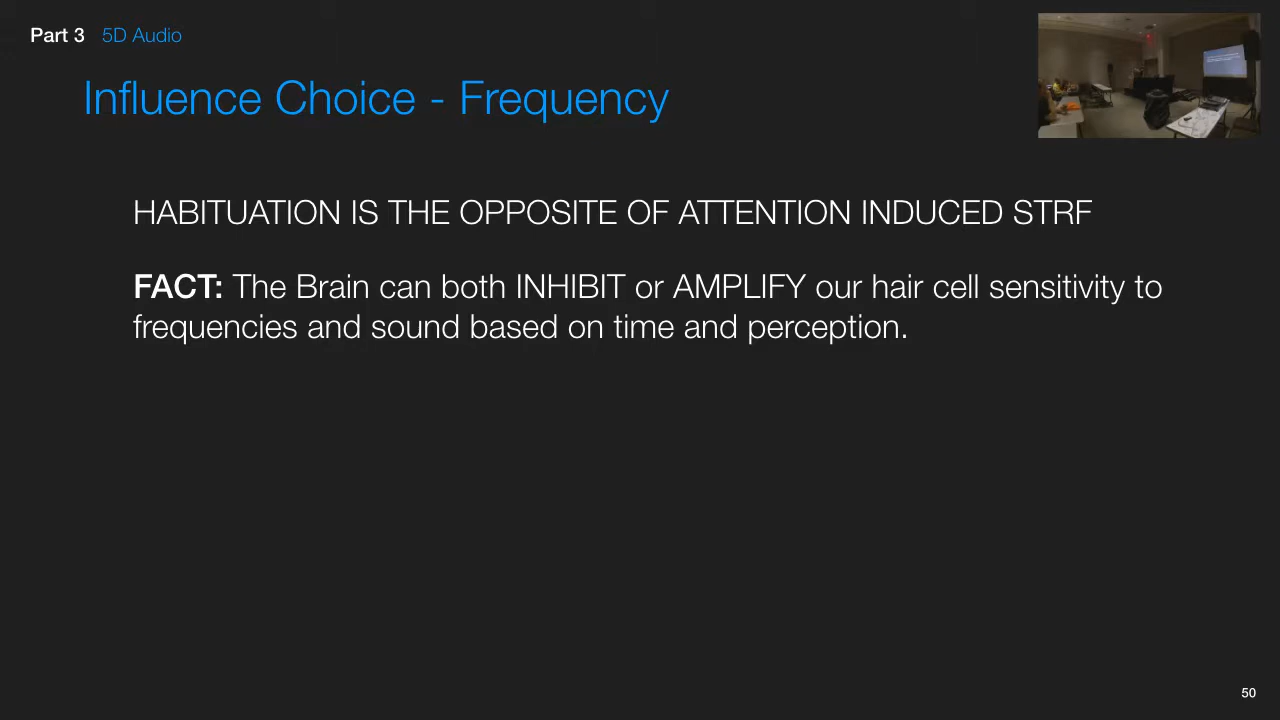 Part 3 5D Audio
Influence Choice - Frequency
HABITUATION IS THE OPPOSITE OF ATTENTION INDUCED STRF
FACT: The Brain can both INHIBIT or AMPLIFY our hair cell sensitivity to
frequencies and sound based on time and perception.
50